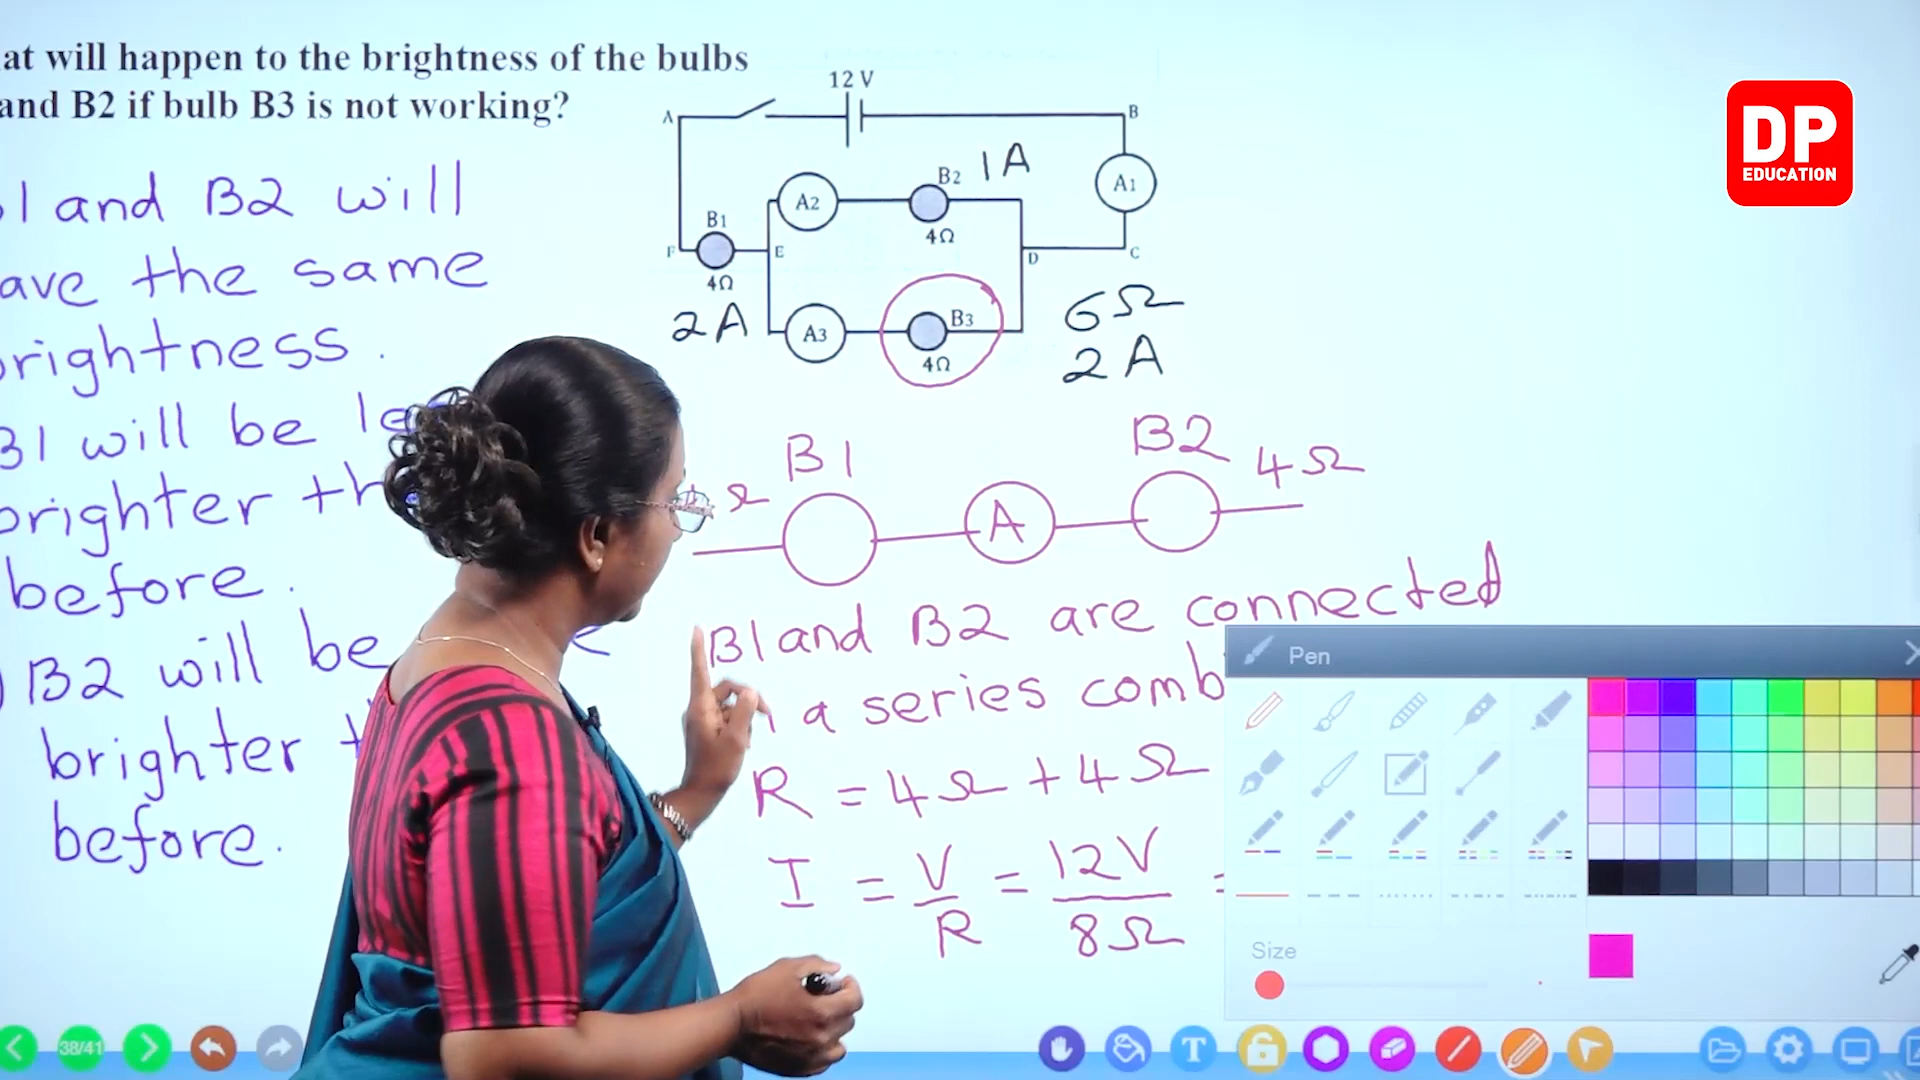 at will happen to the brightness of the bulbs
and B2 if bulb B3 is not working?
1 and B2 will
ave the same
rightness.
B1 will be
brighter
before.
B2 will be
brighter
before.
12 V
A
B
B2
1A
A2
A1
B1
4Ω
F
E
D
C
4Ω
2A
A3
B3
4Ω
6Ω
2A
DP
EDUCATION
B1
B2
Ω
A
4Ω
B1 and B2 are connected
a series comb
R = 4Ω + 4Ω
I = V/R = 12V/8Ω =
Pen
Size
38/41
T